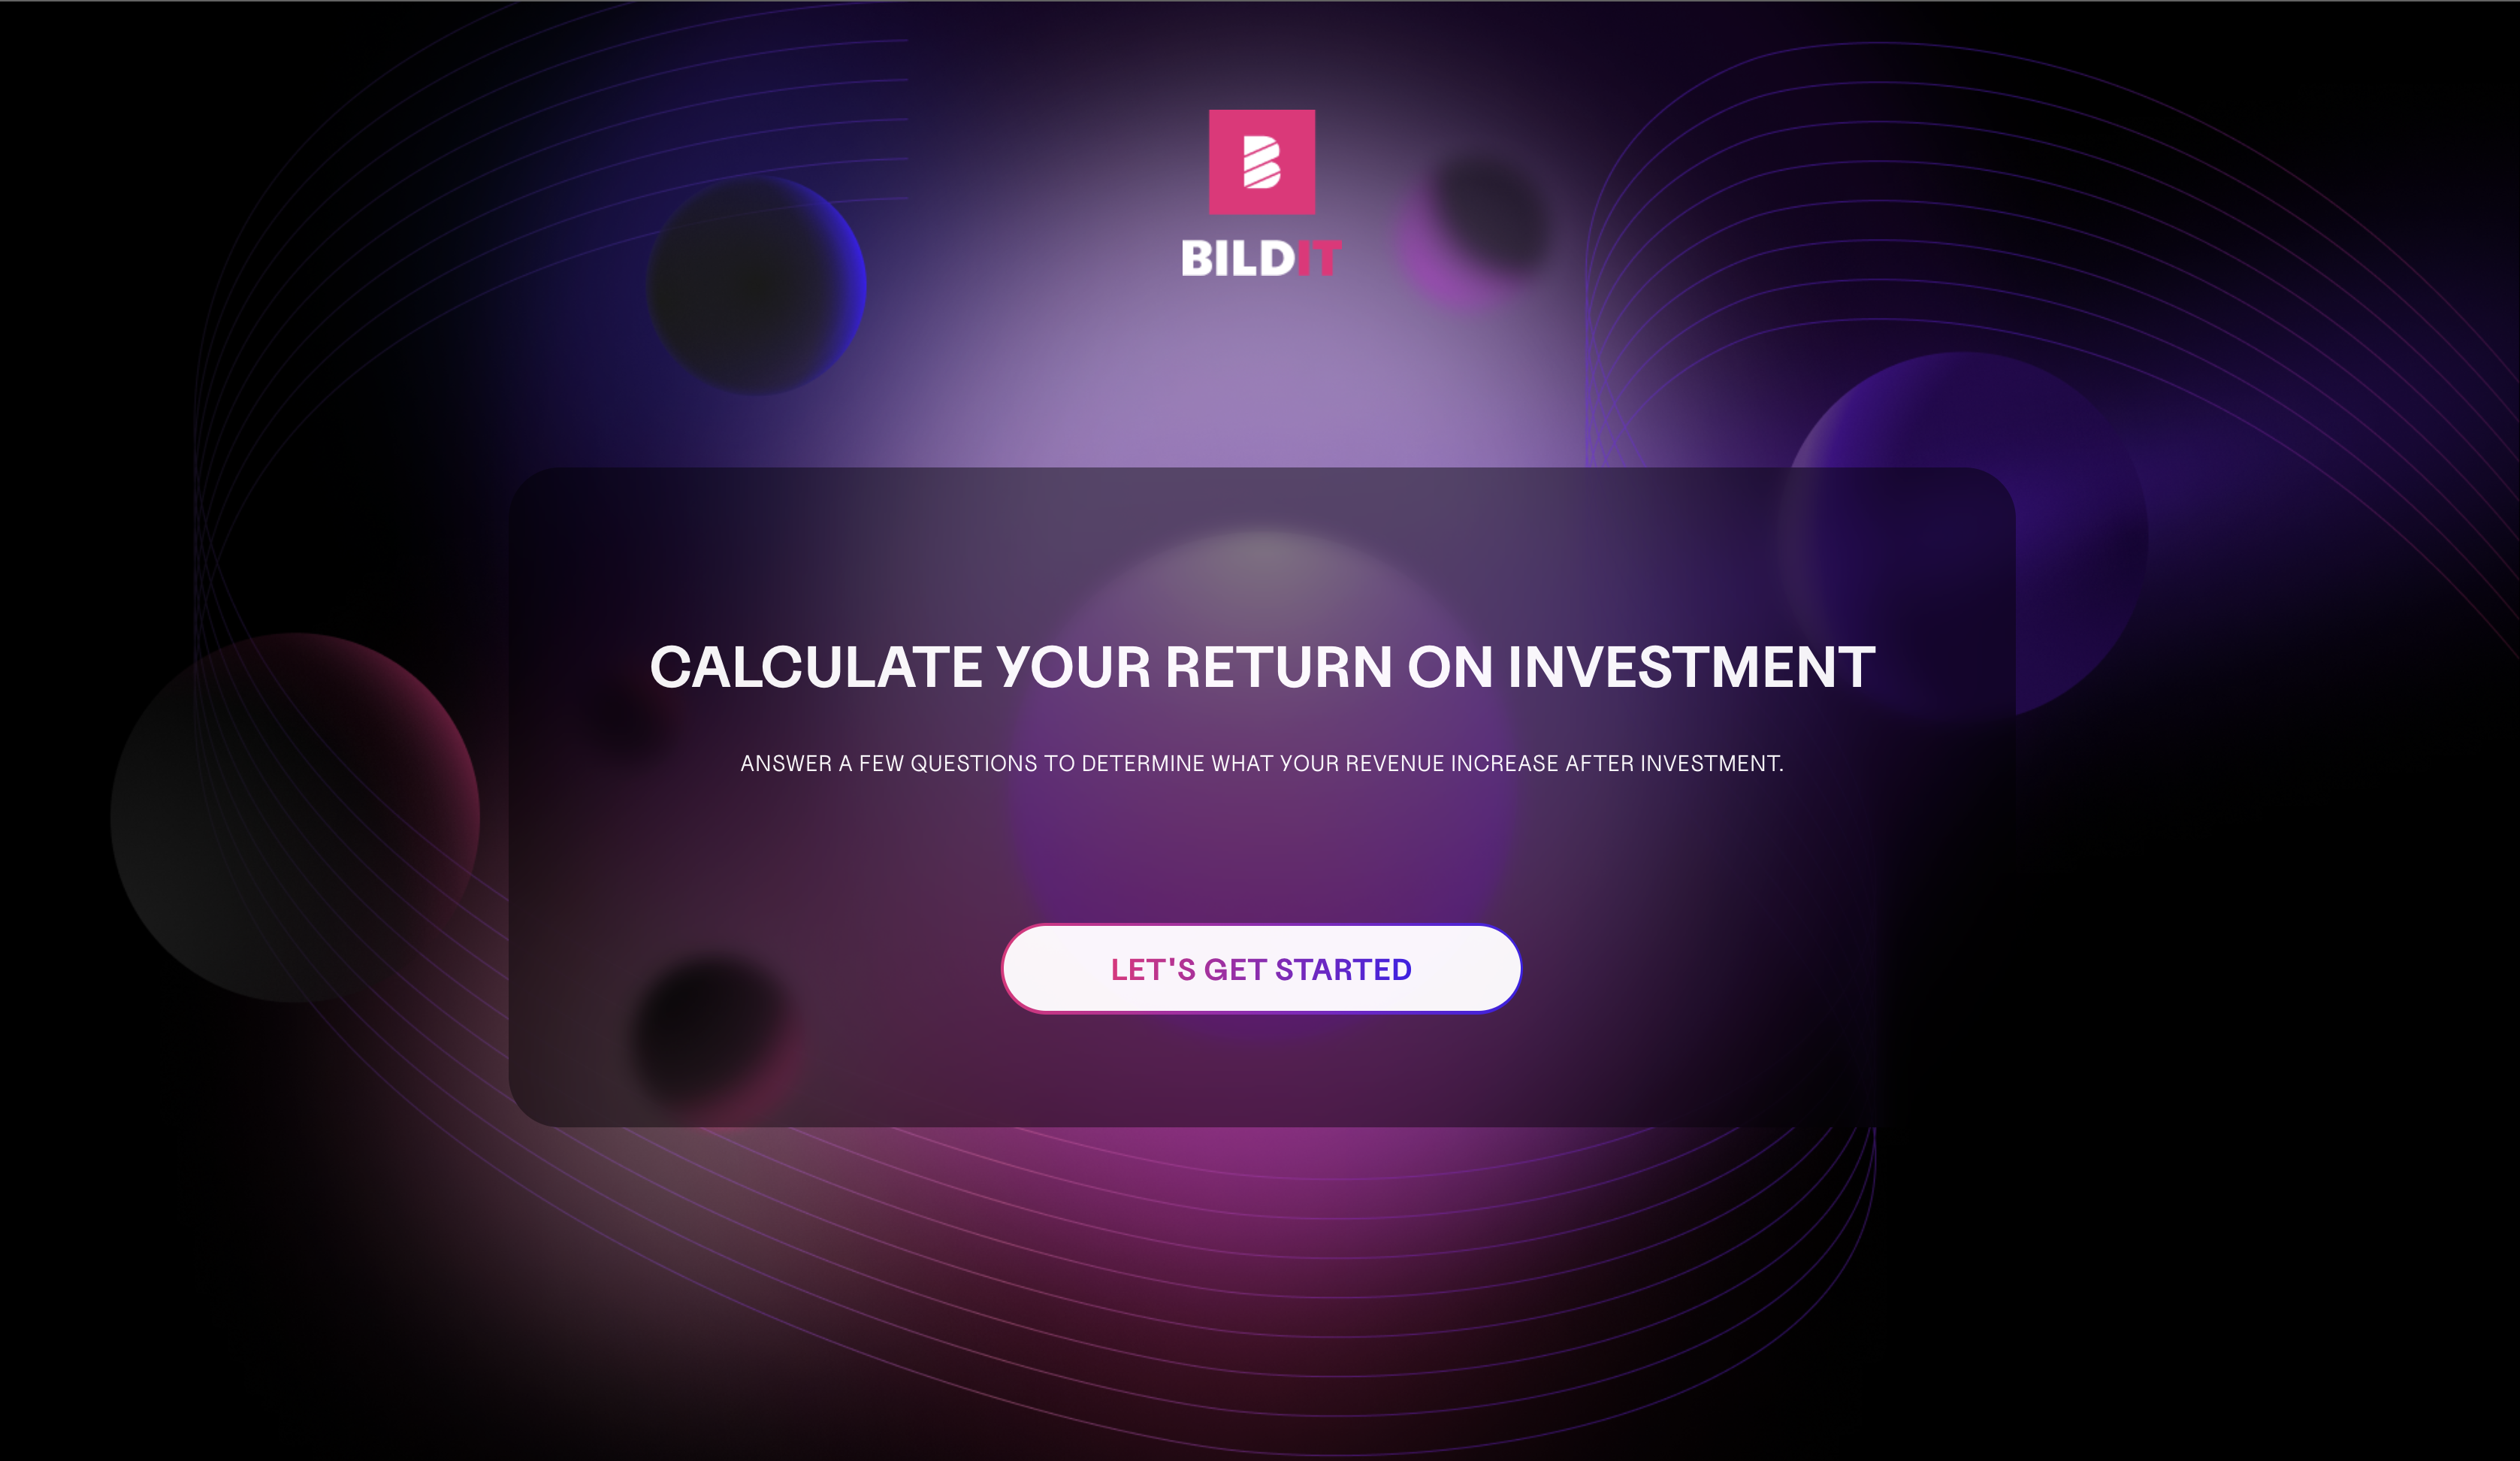 B
BILDIT
CALCULATE YOUR RETURN ON INVESTMENT
ANSWER A FEW QUESTIONS TO DETERMINE WHAT YOUR REVENUE INCREASE AFTER INVESTMENT.
LET'S GET STARTED